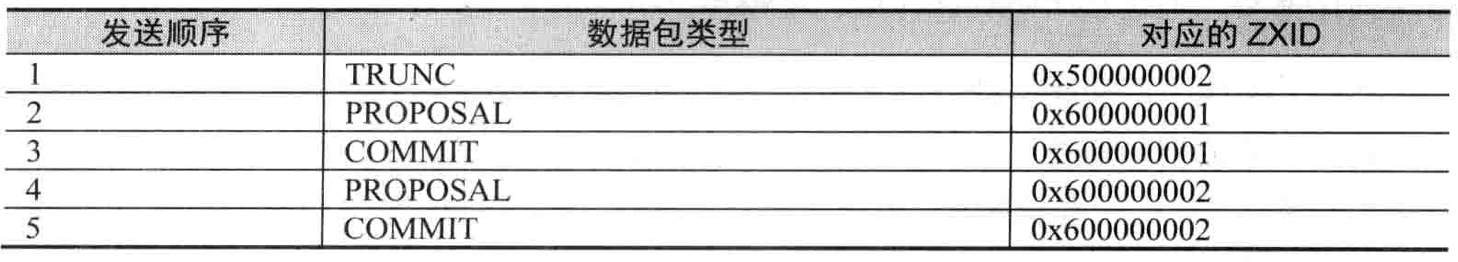 发送顺序 数据包类型 对应的 ZXID
1 TRUNC 0x500000002
2 PROPOSAL 0x600000001
3 COMMIT 0x600000001
4 PROPOSAL 0x600000002
5 COMMIT 0x600000002